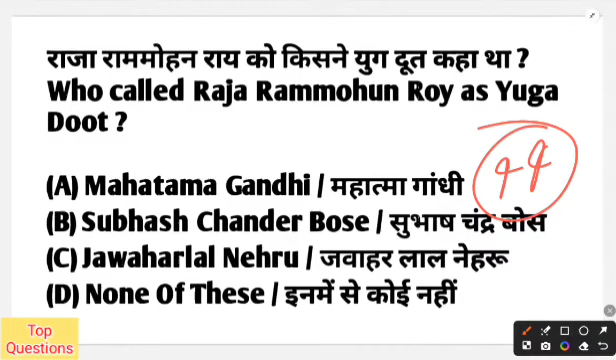 राजा राममोहन राय को किसने युग दूत कहा था ?
Who called Raja Rammohun Roy as Yuga
Doot ?
(A) Mahatama Gandhi / महात्मा गांधी
(B) Subhash Chander Bose / सुभाष चंद्र बोस
(C) Jawaharlal Nehru / जवाहर लाल नेहरू
(D) None Of These / इनमें से कोई नहीं
Top
Questions